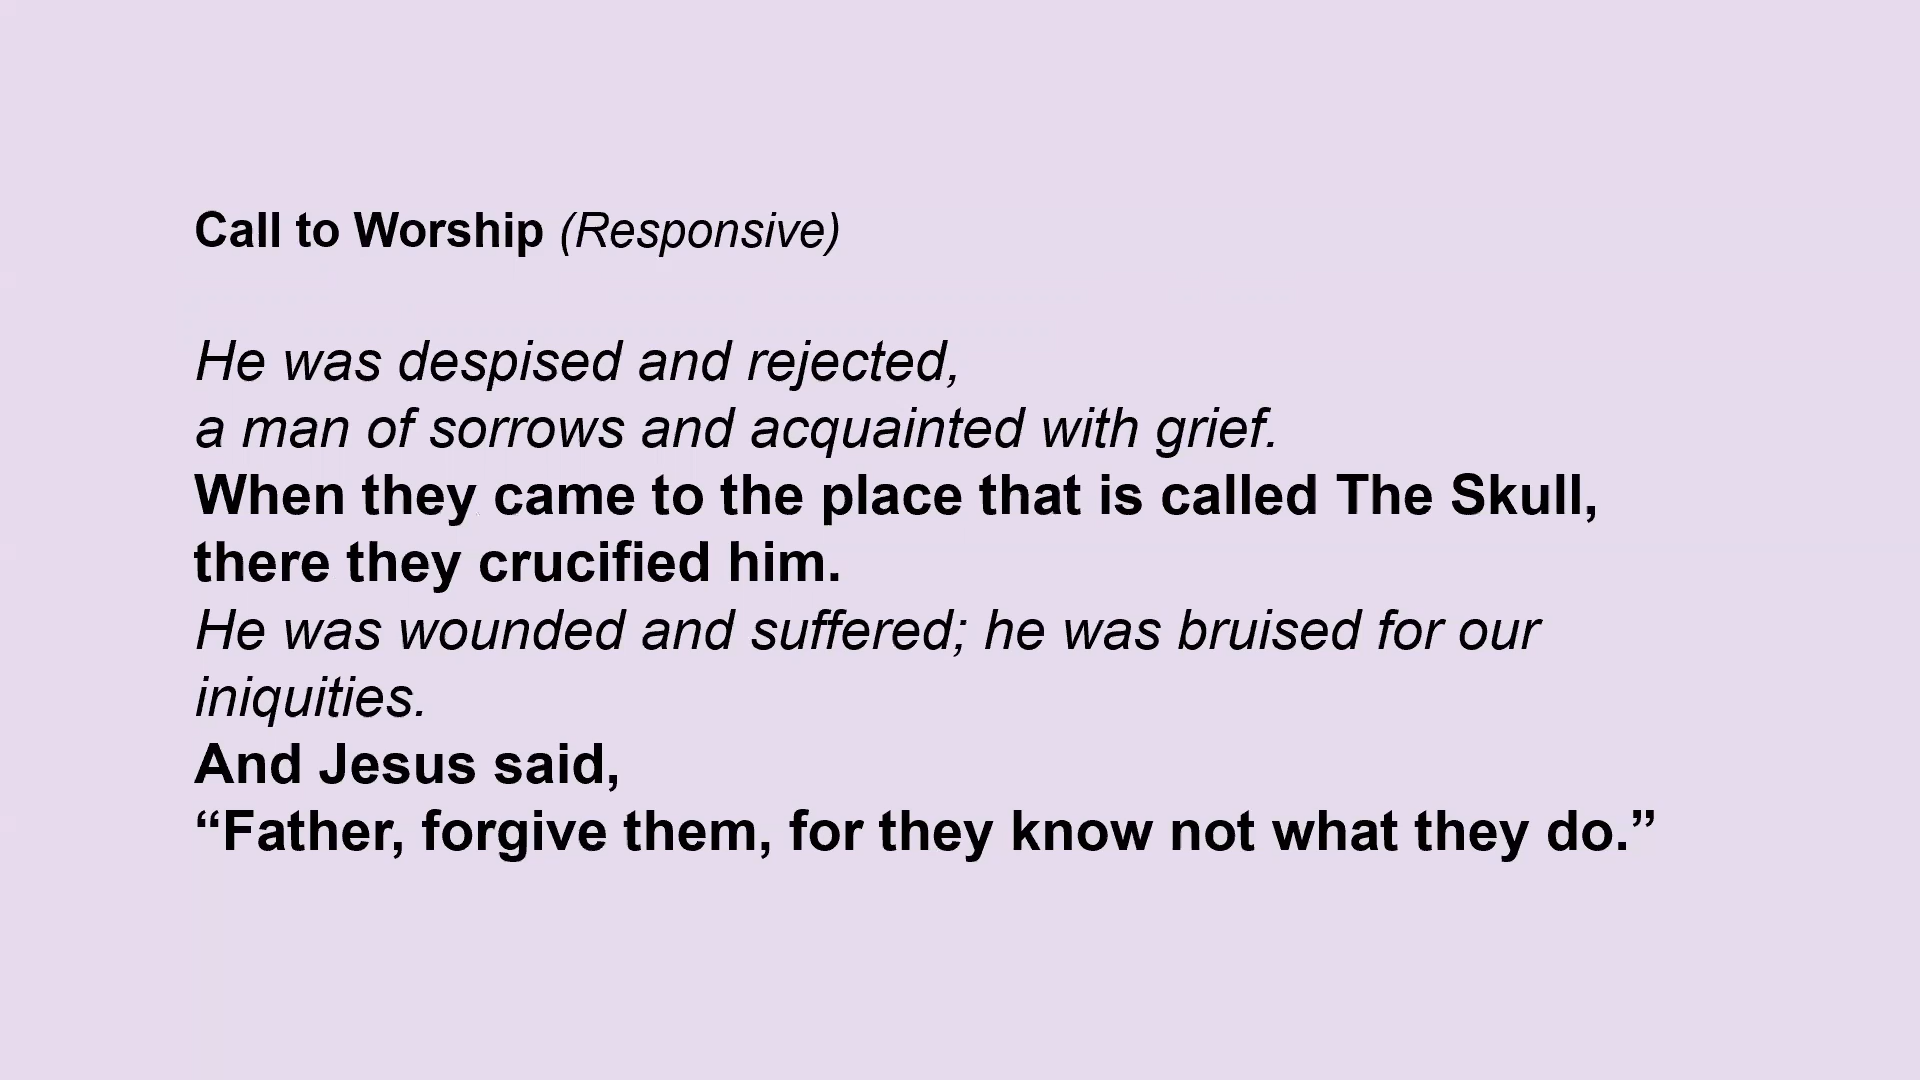 Call to Worship (Responsive)
He was despised and rejected,
a man of sorrows and acquainted with grief.
When they came to the place that is called The Skull,
there they crucified him.
He was wounded and suffered; he was bruised for our
iniquities.
And Jesus said,
“Father, forgive them, for they know not what they do.”